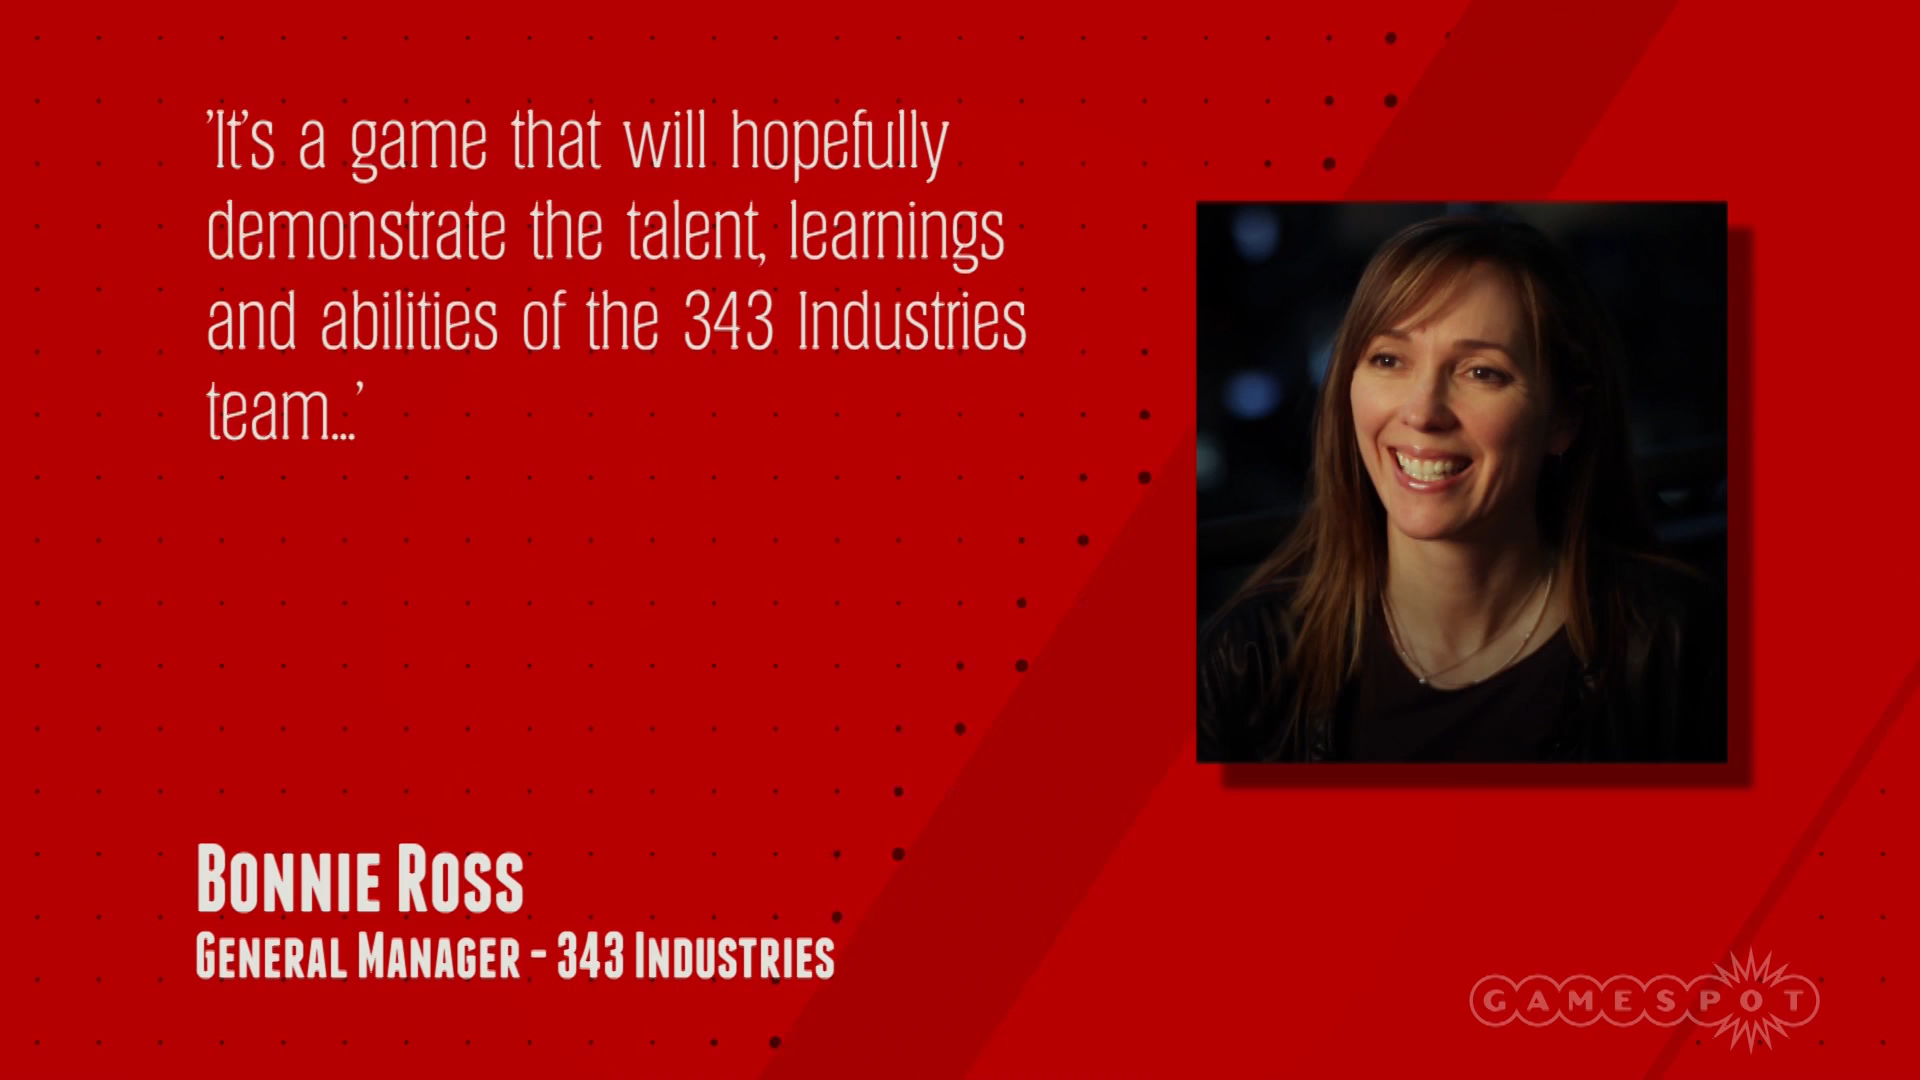 'It's a game that will hopefully
demonstrate the talent, learnings
and abilities of the 343 Industries
team...'
Bonnie Ross
General Manager - 343 Industries
GAMESPOT